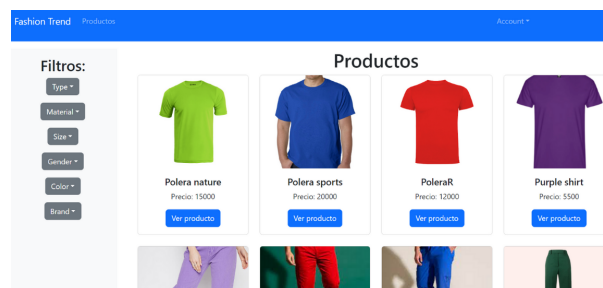 Fashion Trend Productos Account
Filtros:
Type
Material
Size
Gender
Color
Brand
Productos
Polera nature
Precio: 15000
Ver producto
Polera sports
Precio: 20000
Ver producto
PoleraR
Precio: 12000
Ver producto
Purple shirt
Precio: 5500
Ver producto